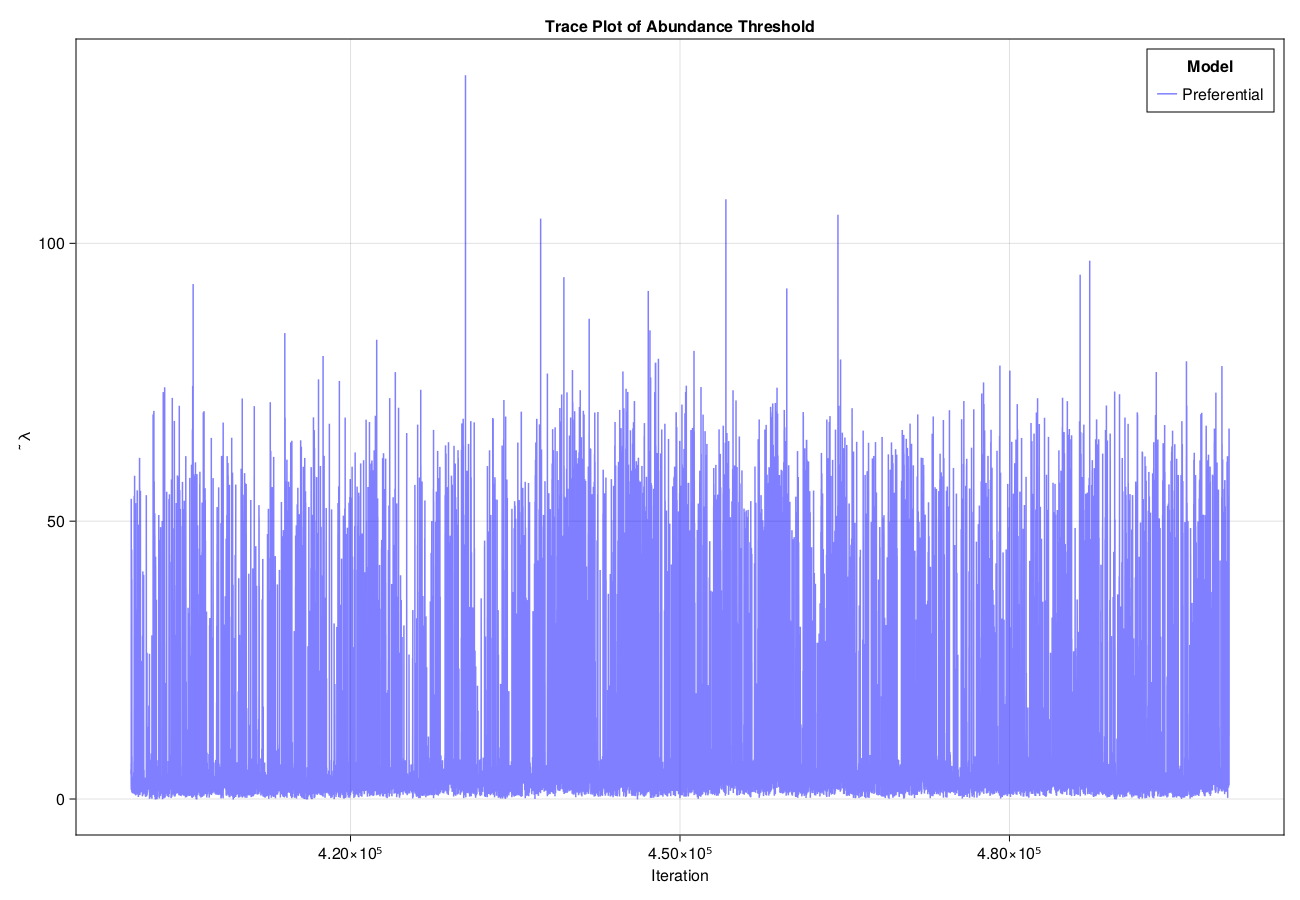 Trace Plot of Abundance Threshold
Model
Preferential
100
50
0
λ
4.20×10⁵
4.50×10⁵
4.80×10⁵
Iteration